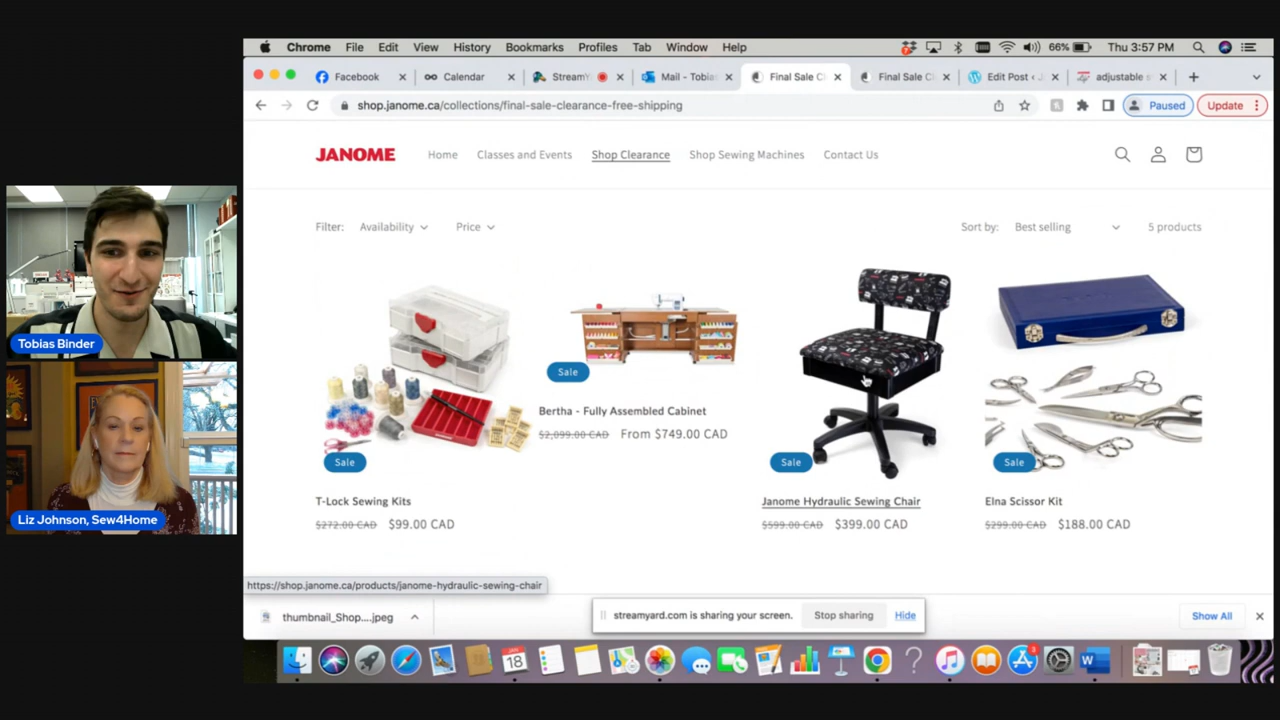 Chrome File Edit View History Bookmarks Profiles Tab Window Help 66% Thu 3:57 PM
Facebook Calendar StreamY Mail - Tobias Final Sale C Final Sale C Edit Post ‹ J adjustable s
shop.janome.ca/collections/final-sale-clearance-free-shipping Paused Update
JANOME Home Classes and Events Shop Clearance Shop Sewing Machines Contact Us
Filter: Availability Price Sort by: Best selling 5 products
Sale
Bertha - Fully Assembled Cabinet
$2,099.00 CAD From $749.00 CAD
Sale Sale Sale
T-Lock Sewing Kits Janome Hydraulic Sewing Chair Elna Scissor Kit
$272.00 CAD $99.00 CAD $599.00 CAD $399.00 CAD $299.00 CAD $188.00 CAD
Tobias Binder
Liz Johnson, Sew4Home
https://shop.janome.ca/products/janome-hydraulic-sewing-chair
thumbnail_Shop....jpeg streamyard.com is sharing your screen. Stop sharing Hide Show All
18
3